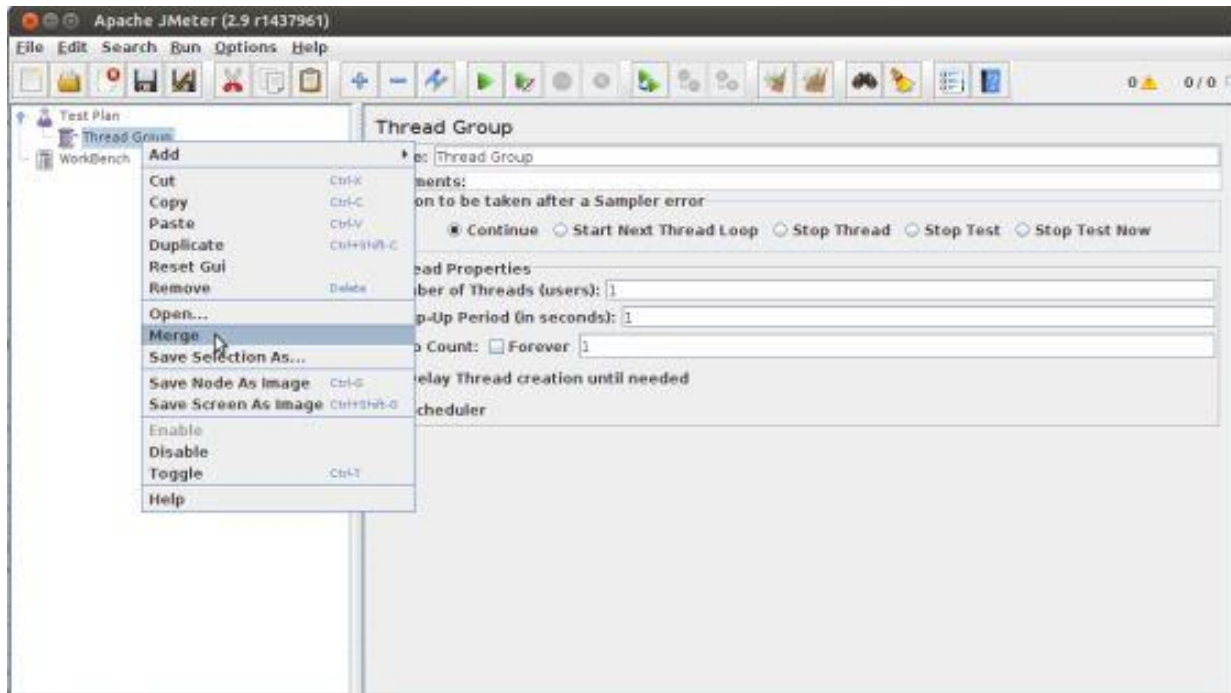 Apache JMeter (2.9 r1437961)
File Edit Search Run Options Help
0 0/0
Test Plan
Thread Group
WorkBench
Thread Group
e: Thread Group
ments:
on to be taken after a Sampler error
Continue Start Next Thread Loop Stop Thread Stop Test Stop Test Now
ead Properties
ber of Threads (users): 1
p-Up Period (in seconds): 1
Count: Forever 1
elay Thread creation until needed
cheduler
Add
Cut Ctrl-X
Copy Ctrl-C
Paste Ctrl-V
Duplicate Ctrl+Shift-C
Reset Gui
Remove Delete
Open...
Merge
Save Selection As...
Save Node As Image Ctrl-G
Save Screen As Image Ctrl+Shift-G
Enable
Disable
Toggle Ctrl-T
Help